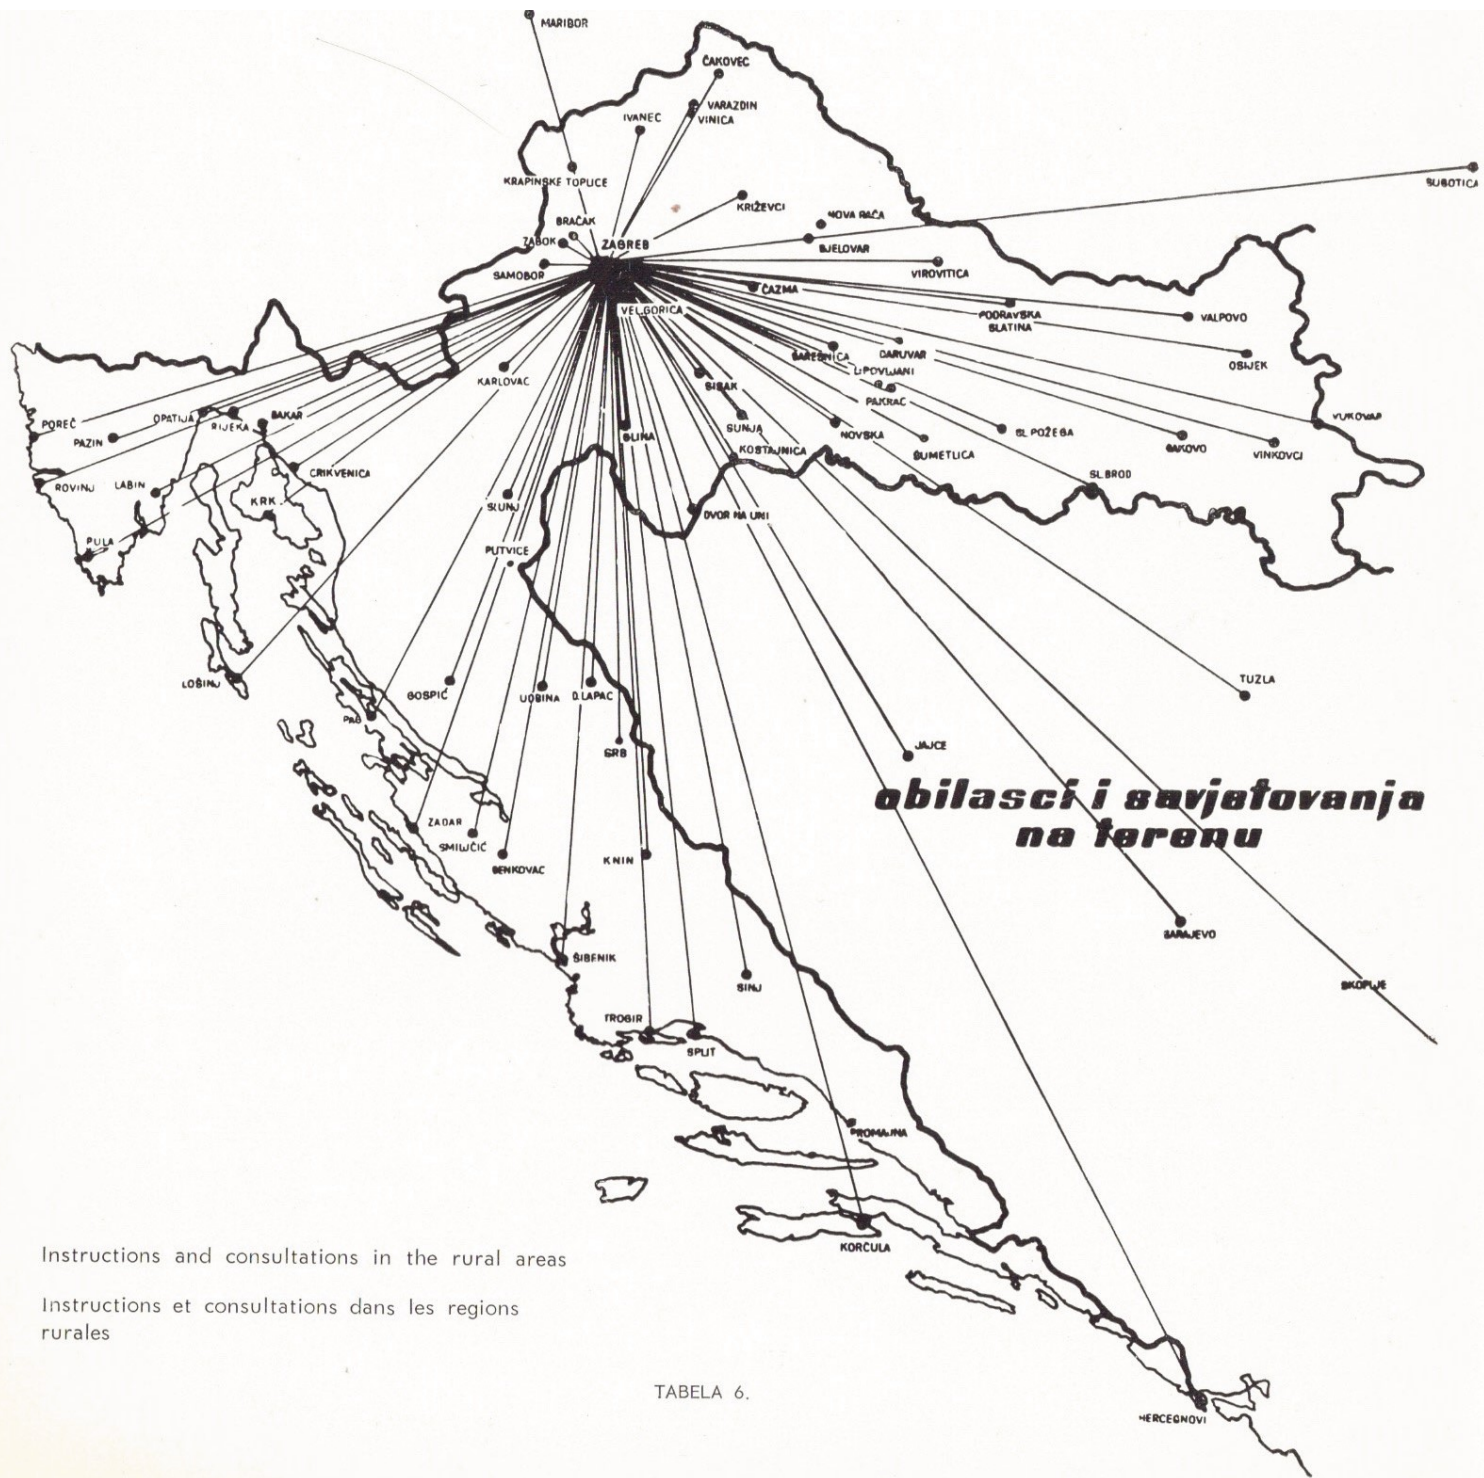 MARIBOR
ČAKOVEC
VARAZDIN
VINICA
IVANEC
KRAPINSKE TOPLICE
SUBOTICA
KRIŽEVCI
NOVA RAČA
BRAČAK
ZABOK
ZAGREB
BJELOVAR
SAMOBOR
VIROVITICA
ČAZMA
VEL.GORICA
PODRAVSKA
SLATINA
VALPOVO
GAREŠNICA
DARUVAR
OSIJEK
LIPOVLJANI
KARLOVAC
SISAK
PAKRAC
POREČ
OPATIJA
RIJEKA
BAKAR
VUKOVAR
PAZIN
GLINA
SUNJA
NOVSKA
SL POŽEGA
KOSTAJNICA
ŠUMETLICA
ĐAKOVO
VINKOVCI
CRIKVENICA
ROVINJ
LABIN
KRK
SL.BROD
SLUNJ
DVOR NA UNI
PULA
PUTVICE
LOŠINJ
GOSPIĆ
UDBINA
D.LAPAC
TUZLA
PAG
SRB
JAJCE
obilasci i savjetovanja
na terenu
ZADAR
SMILJČIĆ
BENKOVAC
KNIN
SARAJEVO
ŠIBENIK
SINJ
SKOPLJE
TROGIR
SPLIT
PROMAJNA
KORČULA
Instructions and consultations in the rural areas
Instructions et consultations dans les regions
rurales
TABELA 6.
HERCEGNOVI